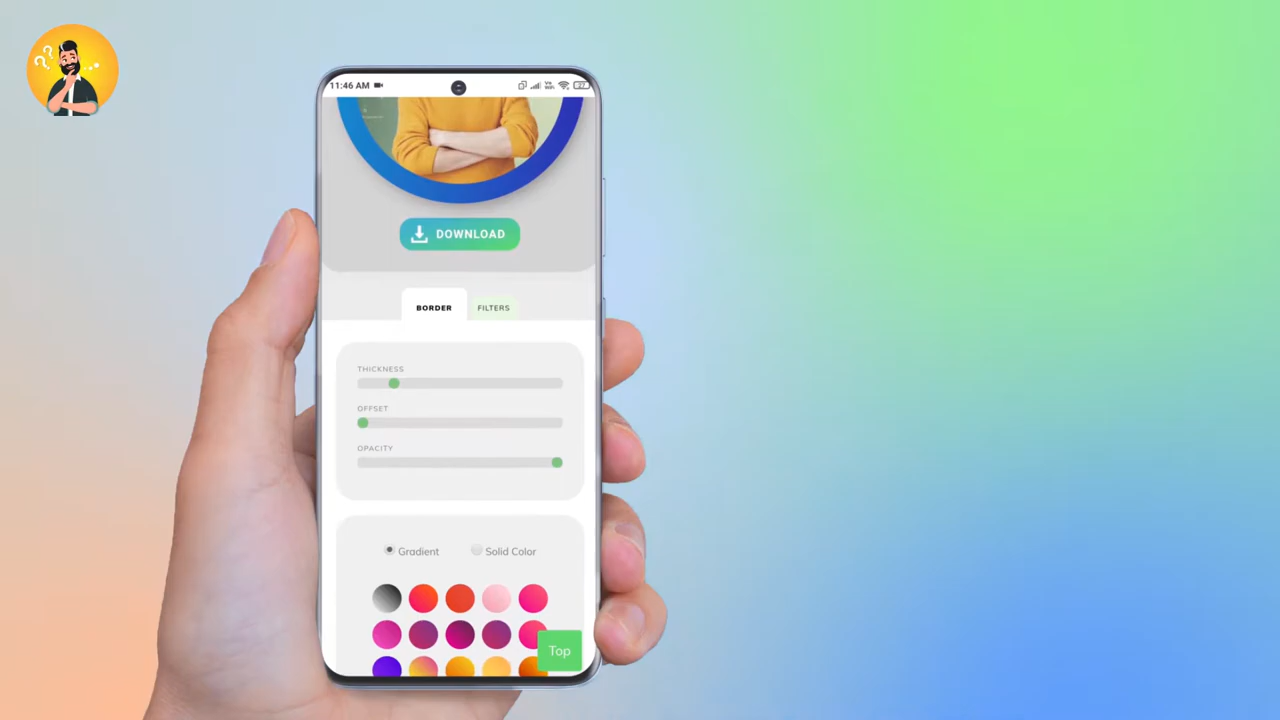 11:46 AM
DOWNLOAD
BORDER
FILTERS
THICKNESS
OFFSET
OPACITY
Gradient
Solid Color
Top